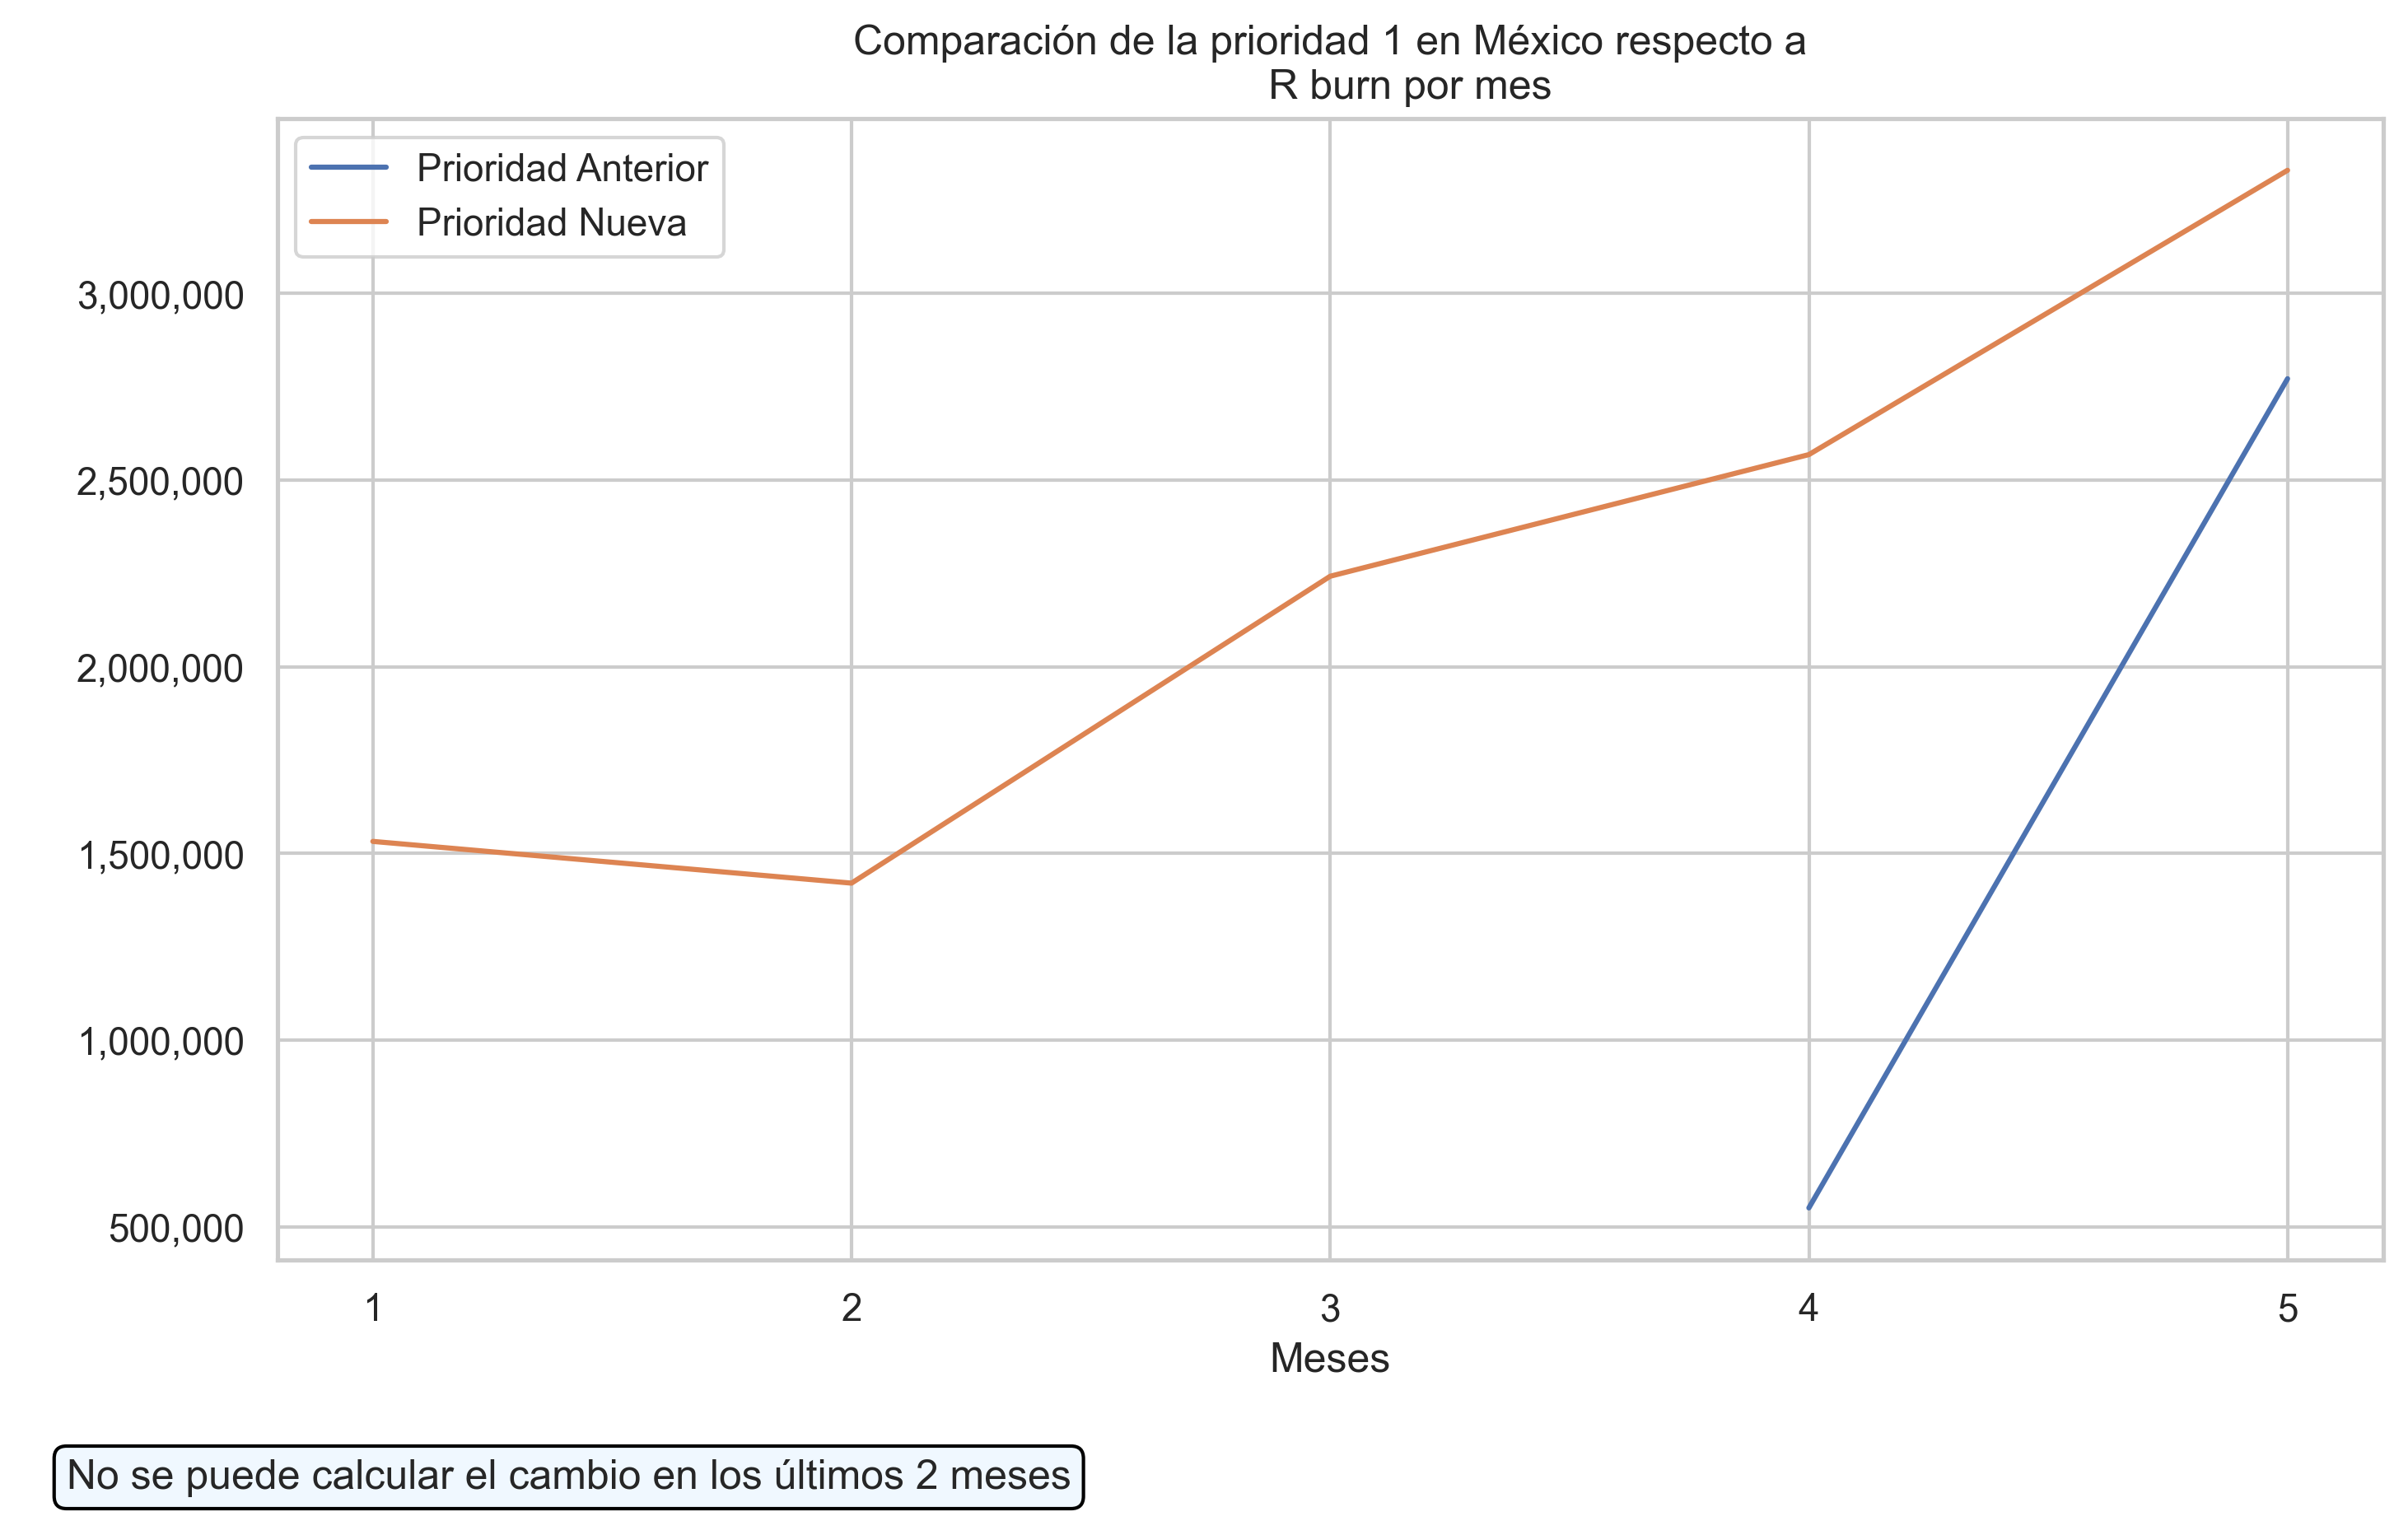 Comparación de la prioridad 1 en México respecto a
R burn por mes
Prioridad Anterior
Prioridad Nueva
3,000,000
2,500,000
2,000,000
1,500,000
1,000,000
500,000
1 2 3 4 5
Meses
No se puede calcular el cambio en los últimos 2 meses